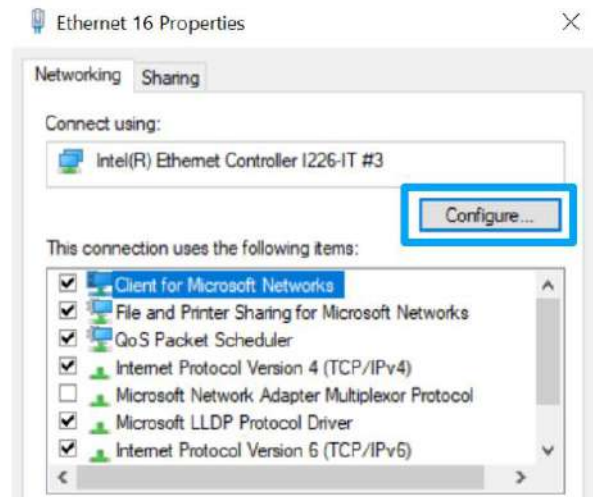 Ethernet 16 Properties
Networking Sharing
Connect using:
Intel(R) Ethernet Controller I226-IT #3
Configure...
This connection uses the following items:
Client for Microsoft Networks
File and Printer Sharing for Microsoft Networks
QoS Packet Scheduler
Internet Protocol Version 4 (TCP/IPv4)
Microsoft Network Adapter Multiplexor Protocol
Microsoft LLDP Protocol Driver
Internet Protocol Version 6 (TCP/IPv6)